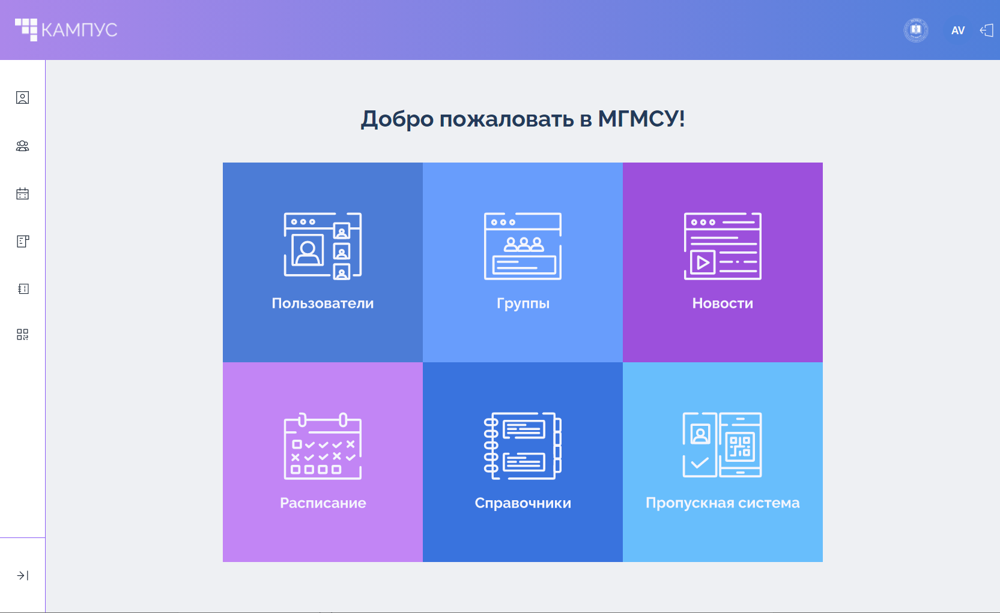 КАМПУС
AV
Добро пожаловать в МГМСУ!
Пользователи
Группы
Новости
Расписание
Справочники
Пропускная система